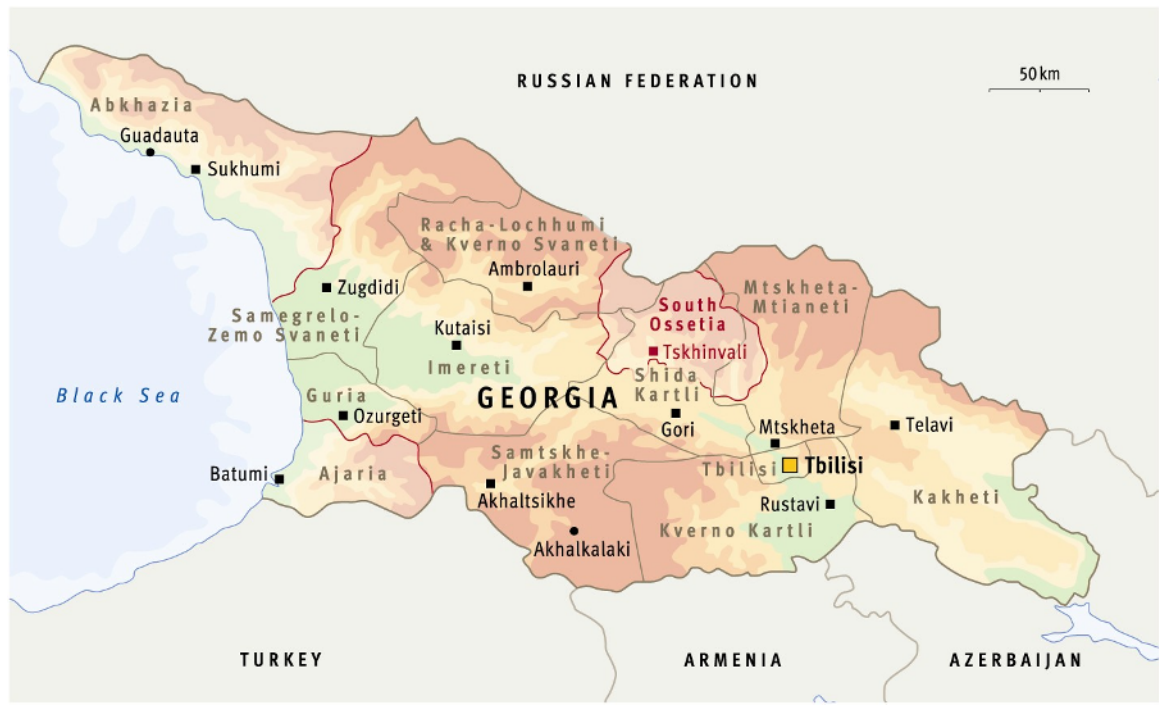 RUSSIAN FEDERATION
50 km
Abkhazia
Guadauta
Sukhumi
Racha-Lochhumi
& Kverno Svaneti
Ambrolauri
Zugdidi
Samegrelo-
Zemo Svaneti
Kutaisi
Imereti
South
Ossetia
Tskhinvali
Mtskheta-
Mtianeti
Shida
Kartli
Gori
GEORGIA
Black Sea
Guria
Ozurgeti
Batumi
Ajaria
Samtskhe-
Javakheti
Akhaltsikhe
Akhalkalaki
Mtskheta
Tbilisi
Tbilisi
Rustavi
Kverno Kartli
Telavi
Kakheti
TURKEY
ARMENIA
AZERBAIJAN